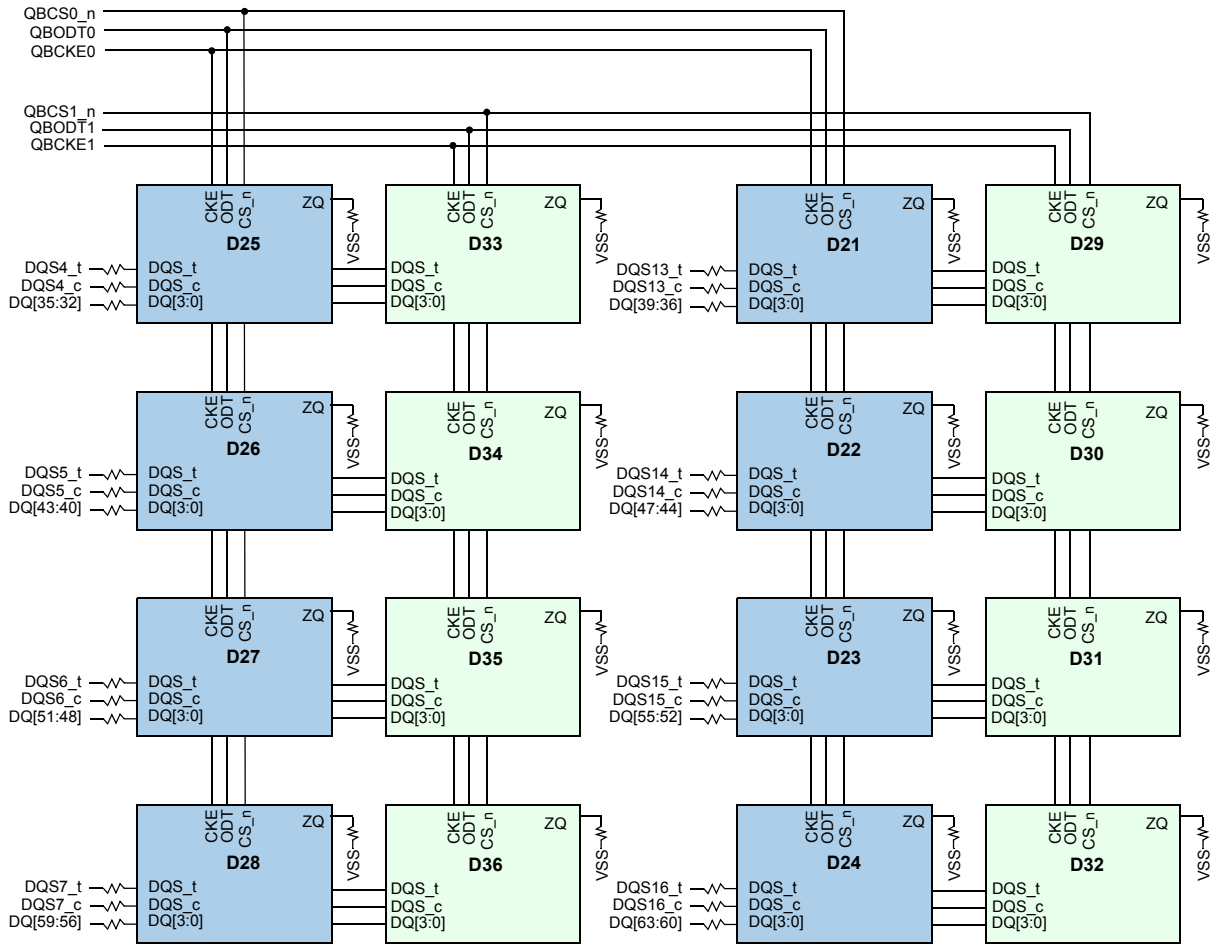 QBCS0_n
QBODT0
QBCKE0
QBCS1_n
QBODT1
QBCKE1
CKE ODT CS_n ZQ VSS
D25
DQS4_t DQS_t
DQS4_c DQS_c
DQ[35:32] DQ[3:0]
CKE ODT CS_n ZQ VSS
D33
DQS_t
DQS_c
DQ[3:0]
CKE ODT CS_n ZQ VSS
D21
DQS13_t DQS_t
DQS13_c DQS_c
DQ[39:36] DQ[3:0]
CKE ODT CS_n ZQ VSS
D29
DQS_t
DQS_c
DQ[3:0]
CKE ODT CS_n ZQ VSS
D26
DQS5_t DQS_t
DQS5_c DQS_c
DQ[43:40] DQ[3:0]
CKE ODT CS_n ZQ VSS
D34
DQS_t
DQS_c
DQ[3:0]
CKE ODT CS_n ZQ VSS
D22
DQS14_t DQS_t
DQS14_c DQS_c
DQ[47:44] DQ[3:0]
CKE ODT CS_n ZQ VSS
D30
DQS_t
DQS_c
DQ[3:0]
CKE ODT CS_n ZQ VSS
D27
DQS6_t DQS_t
DQS6_c DQS_c
DQ[51:48] DQ[3:0]
CKE ODT CS_n ZQ VSS
D35
DQS_t
DQS_c
DQ[3:0]
CKE ODT CS_n ZQ VSS
D23
DQS15_t DQS_t
DQS15_c DQS_c
DQ[55:52] DQ[3:0]
CKE ODT CS_n ZQ VSS
D31
DQS_t
DQS_c
DQ[3:0]
CKE ODT CS_n ZQ VSS
D28
DQS7_t DQS_t
DQS7_c DQS_c
DQ[59:56] DQ[3:0]
CKE ODT CS_n ZQ VSS
D36
DQS_t
DQS_c
DQ[3:0]
CKE ODT CS_n ZQ VSS
D24
DQS16_t DQS_t
DQS16_c DQS_c
DQ[63:60] DQ[3:0]
CKE ODT CS_n ZQ VSS
D32
DQS_t
DQS_c
DQ[3:0]